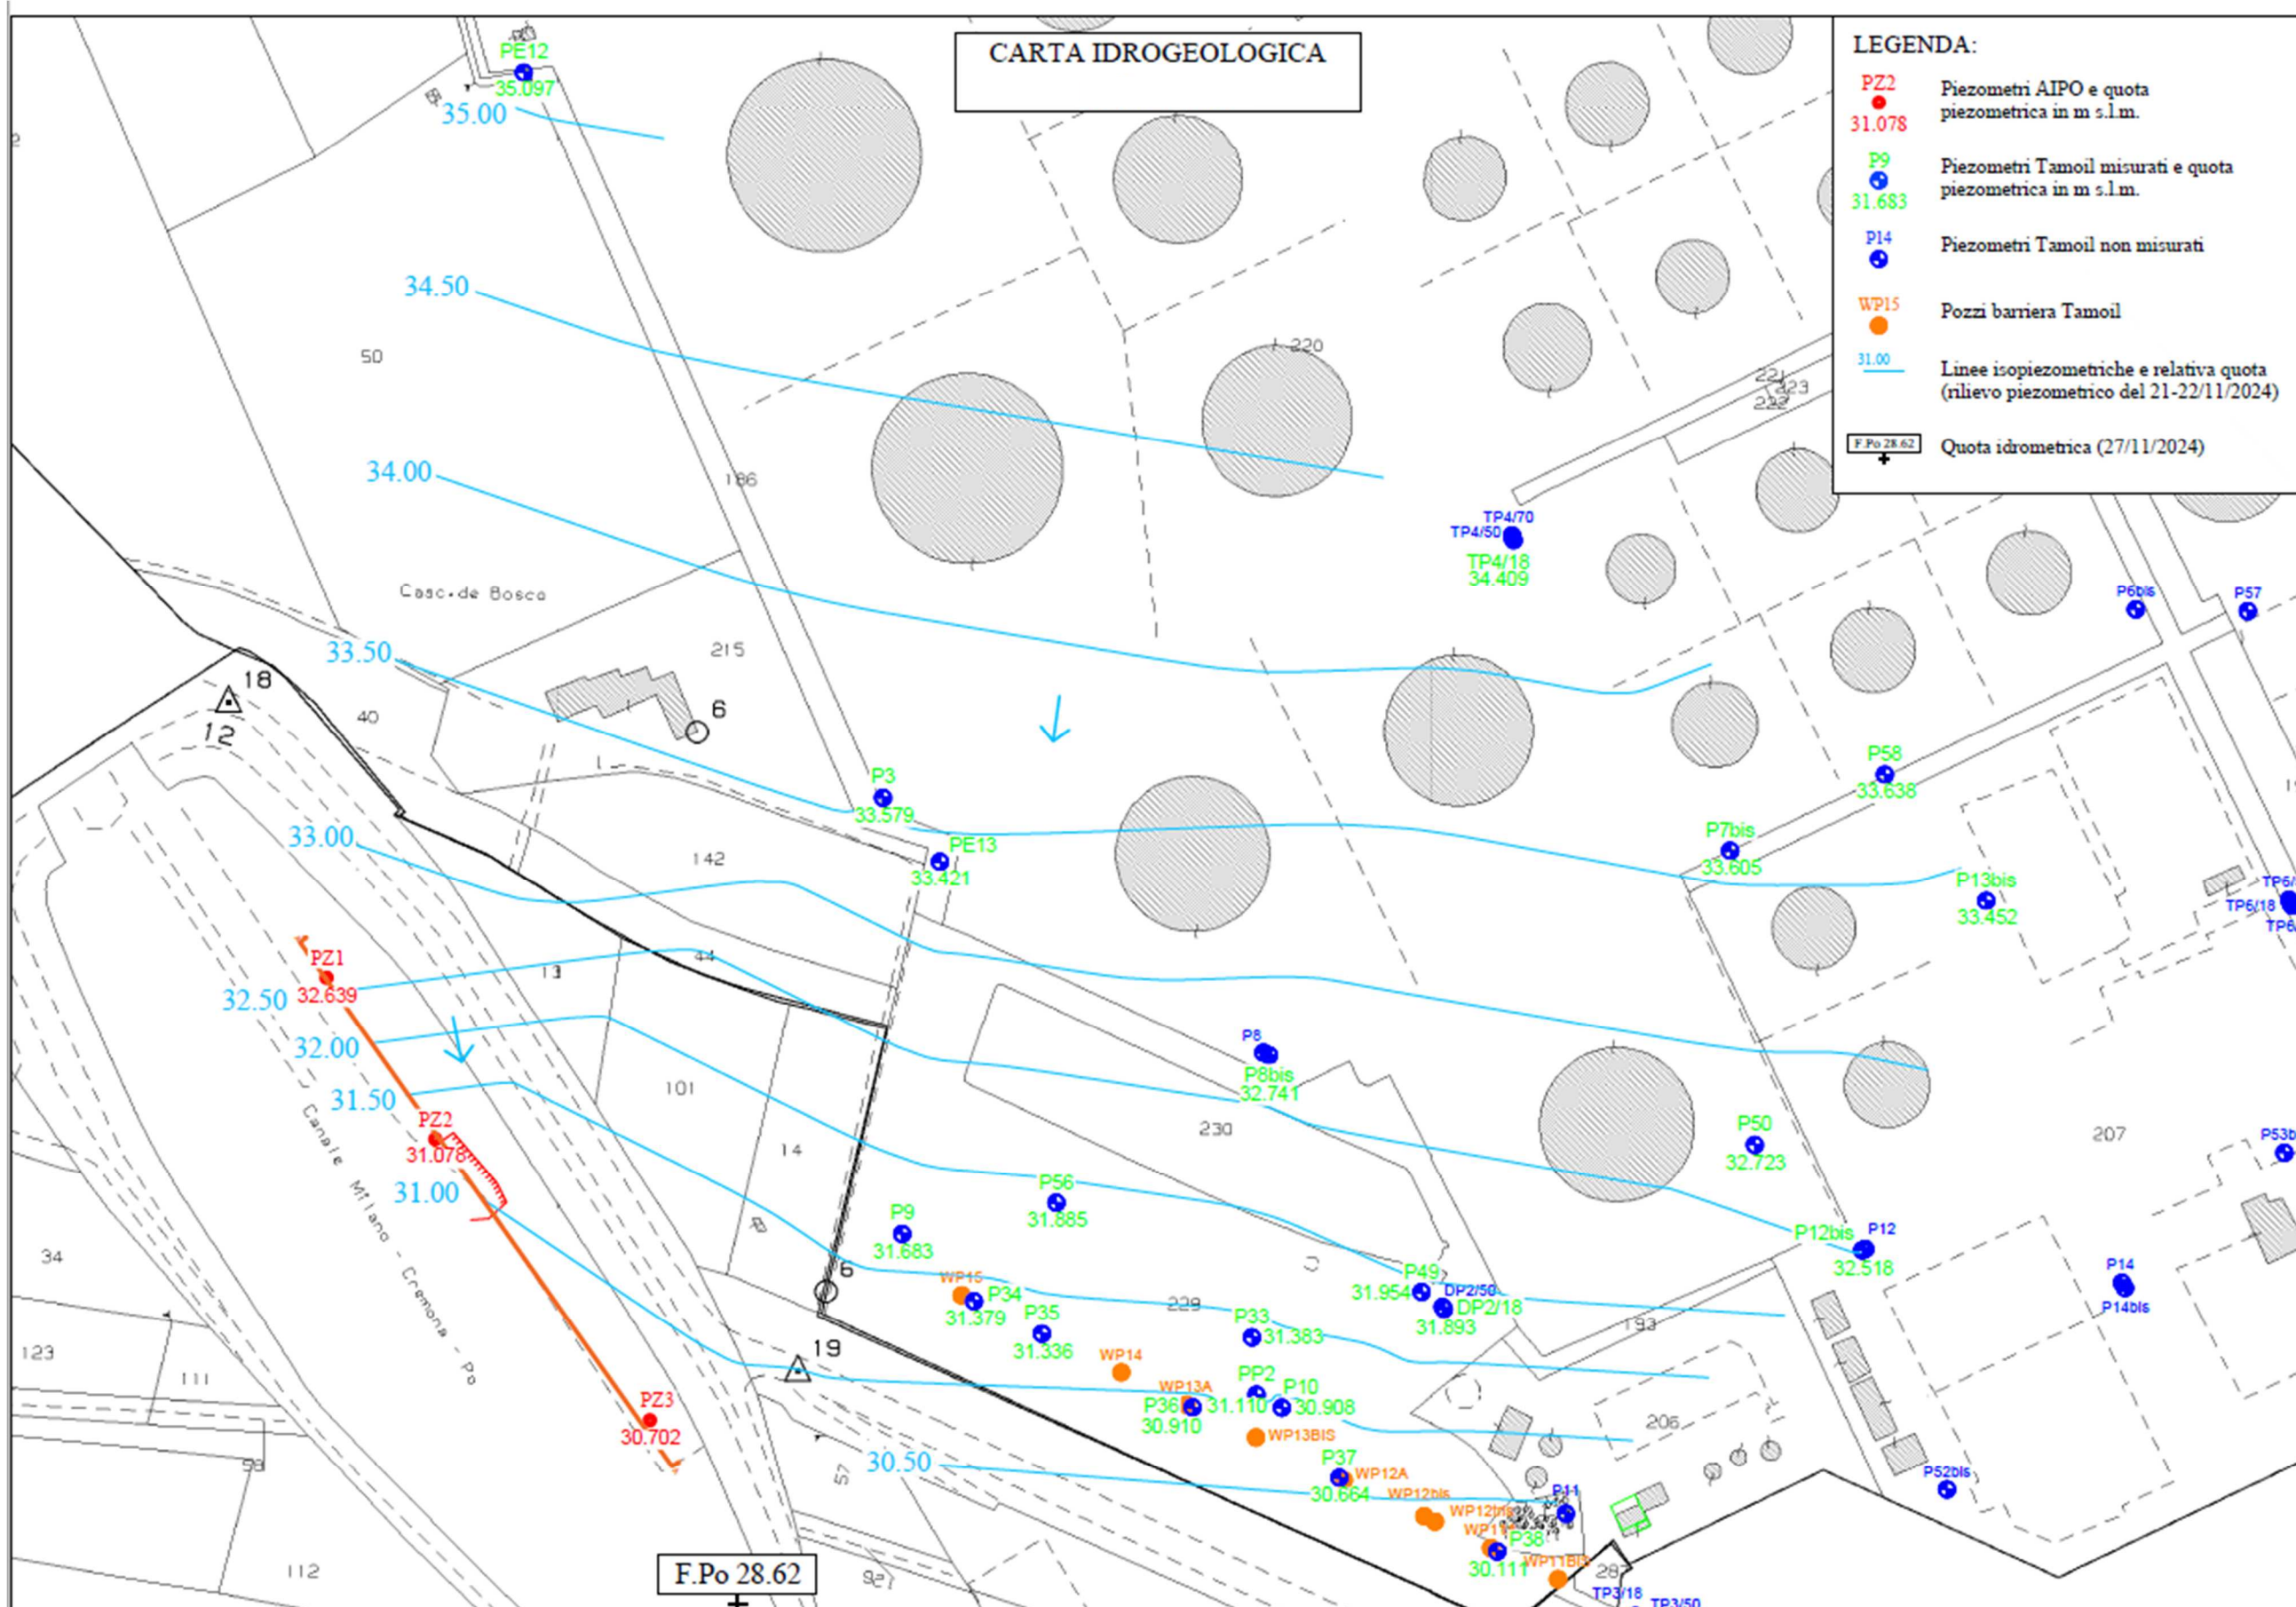 CARTA IDROGEOLOGICA
LEGENDA:
PZ2
31.078
Piezometri AIPO e quota
piezometrica in m s.l.m.
P9
31.683
Piezometri Tamoil misurati e quota
piezometrica in m s.l.m.
P14
Piezometri Tamoil non misurati
WP15
Pozzi barriera Tamoil
31.00
Linee isopiezometriche e relativa quota
(rilievo piezometrico del 21-22/11/2024)
F.Po 28.62
Quota idrometrica (27/11/2024)
PE12
35.097
35.00
34.50
50
220
221
223
222
34.00
186
TP4/70
TP4/50
TP4/18
34.409
Casc. de Bosco
P6bis
P57
33.50
215
18
12
40
6
P3
33.579
P58
33.638
33.00
142
PE13
33.421
P7bis
33.605
P13bis
33.452
TP6/18
44
13
PZ1
32.639
32.50
32.00
P8
P8bis
32.741
31.50
101
230
PZ2
31.078
14
P50
32.723
207
31.00
P56
31.885
P9
31.683
P12bis
P12
32.518
34
6
WP15
P34
31.379
P35
31.336
229
P33
31.383
P49
31.954
DP2/50
DP2/18
31.893
193
P14
P14bis
Canale Milano - Cremona - Po
123
111
19
WP14
WP13A
P36
30.910
PP2
31.110
P10
30.908
PZ3
30.702
WP13BIS
206
58
57
30.50
P37
30.664
WP12A
WP12bis
P11
P52bis
P38
30.111
WP11BIS
287
112
F.Po 28.62
TP3/18
TP3/50